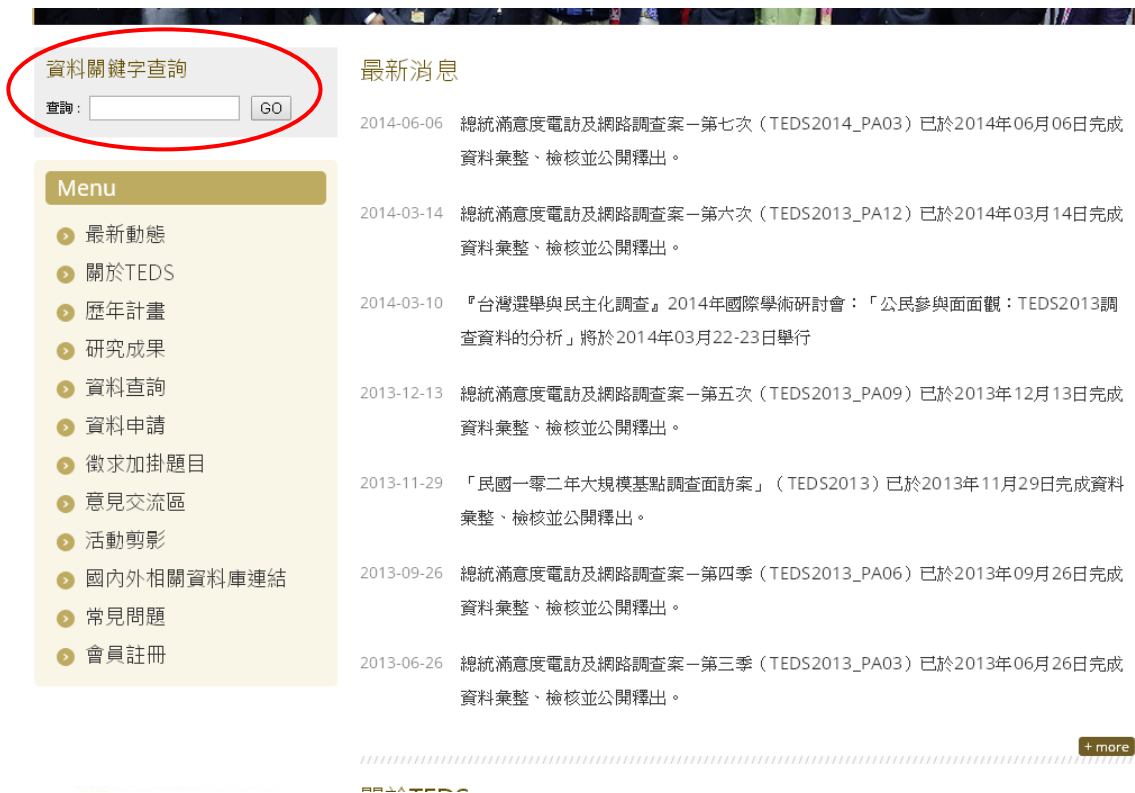 資料關鍵字查詢
查詢：
GO
Menu
最新動態
關於TEDS
歷年計畫
研究成果
資料查詢
資料申請
徵求加掛題目
意見交流區
活動剪影
國內外相關資料庫連結
常見問題
會員註冊
最新消息
2014-06-06 總統滿意度電訪及網路調查案－第七次（TEDS2014_PA03）已於2014年06月06日完成
資料彙整、檢核並公開釋出。
2014-03-14 總統滿意度電訪及網路調查案－第六次（TEDS2013_PA12）已於2014年03月14日完成
資料彙整、檢核並公開釋出。
2014-03-10 『台灣選舉與民主化調查』2014年國際學術研討會：「公民參與面面觀：TEDS2013調
查資料的分析」將於2014年03月22-23日舉行
2013-12-13 總統滿意度電訪及網路調查案－第五次（TEDS2013_PA09）已於2013年12月13日完成
資料彙整、檢核並公開釋出。
2013-11-29 「民國一零二年大規模基點調查面訪案」（TEDS2013）已於2013年11月29日完成資料
彙整、檢核並公開釋出。
2013-09-26 總統滿意度電訪及網路調查案－第四季（TEDS2013_PA06）已於2013年09月26日完成
資料彙整、檢核並公開釋出。
2013-06-26 總統滿意度電訪及網路調查案－第三季（TEDS2013_PA03）已於2013年06月26日完成
資料彙整、檢核並公開釋出。
+ more
關於TEDS